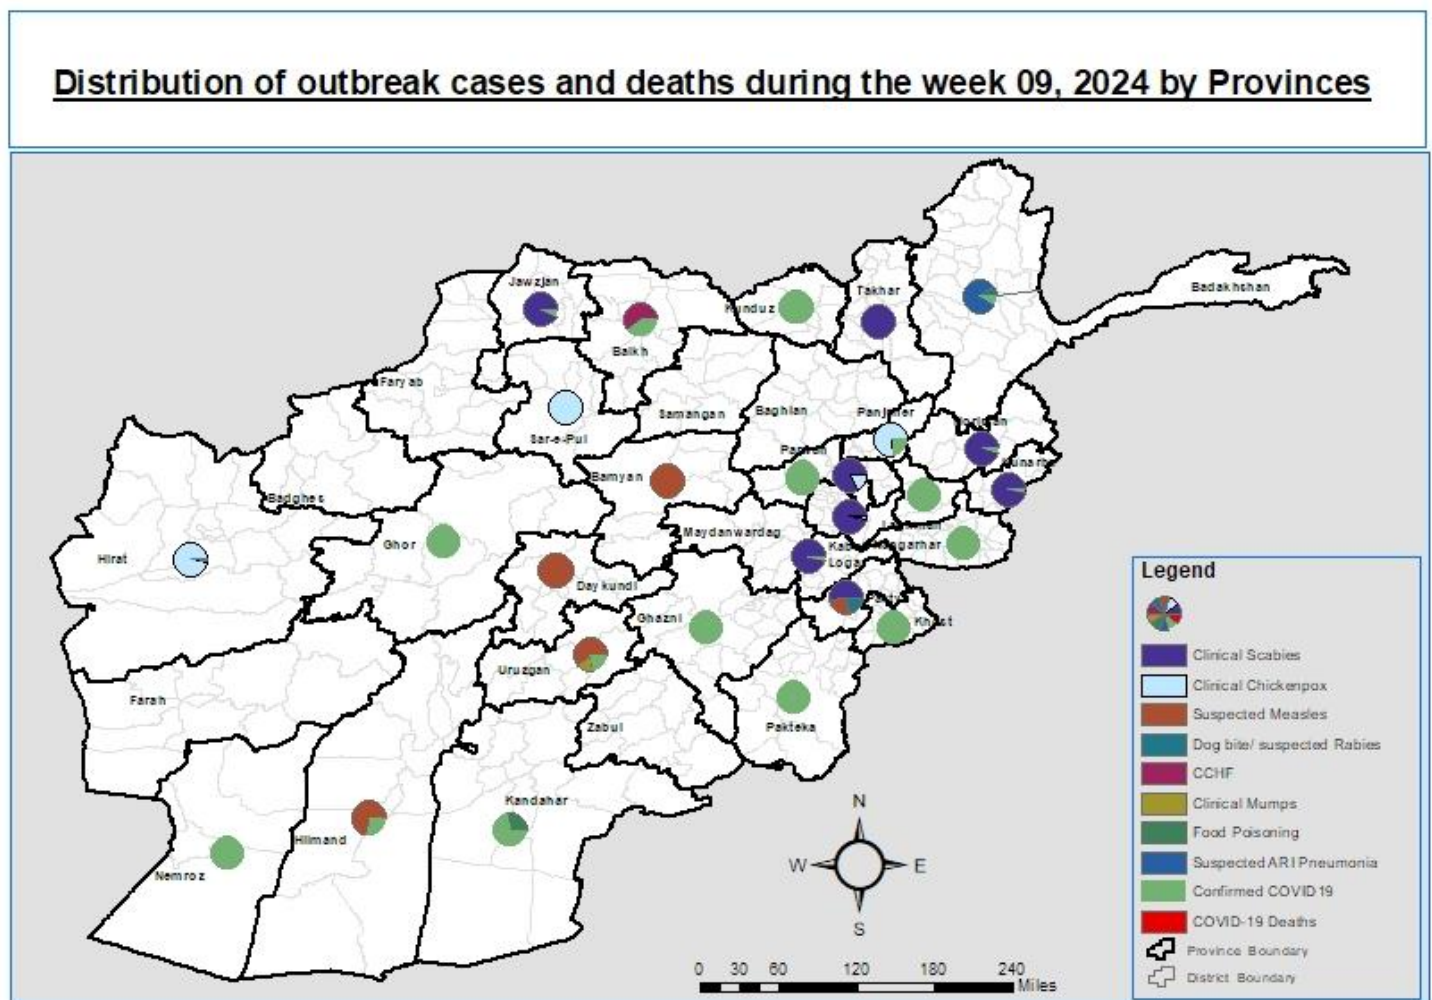 Distribution of outbreak cases and deaths during the week 09, 2024 by Provinces
Jawzjan
Balkh
Kunduz
Takhar
Badakhshan
Faryab
Sar-e-Pul
Samangan
Baghlan
Panjsher
Badghes
Bamyan
Hirat
Ghor
Maydanwardag
Logar
Day kundi
Ghazni
Khost
Uruzgan
Farah
Zabul
Pakteka
Kandahar
Hilmand
Nemroz
N
W E
S
0 30 60 120 180 240
Miles
Legend
Clinical Scabies
Clinical Chickenpox
Suspected Measles
Dog bite/ suspected Rabies
CCHF
Clinical Mumps
Food Poisoning
Suspected ARI Pneumonia
Confirmed COVID 19
COVID-19 Deaths
Province Boundary
District Boundary